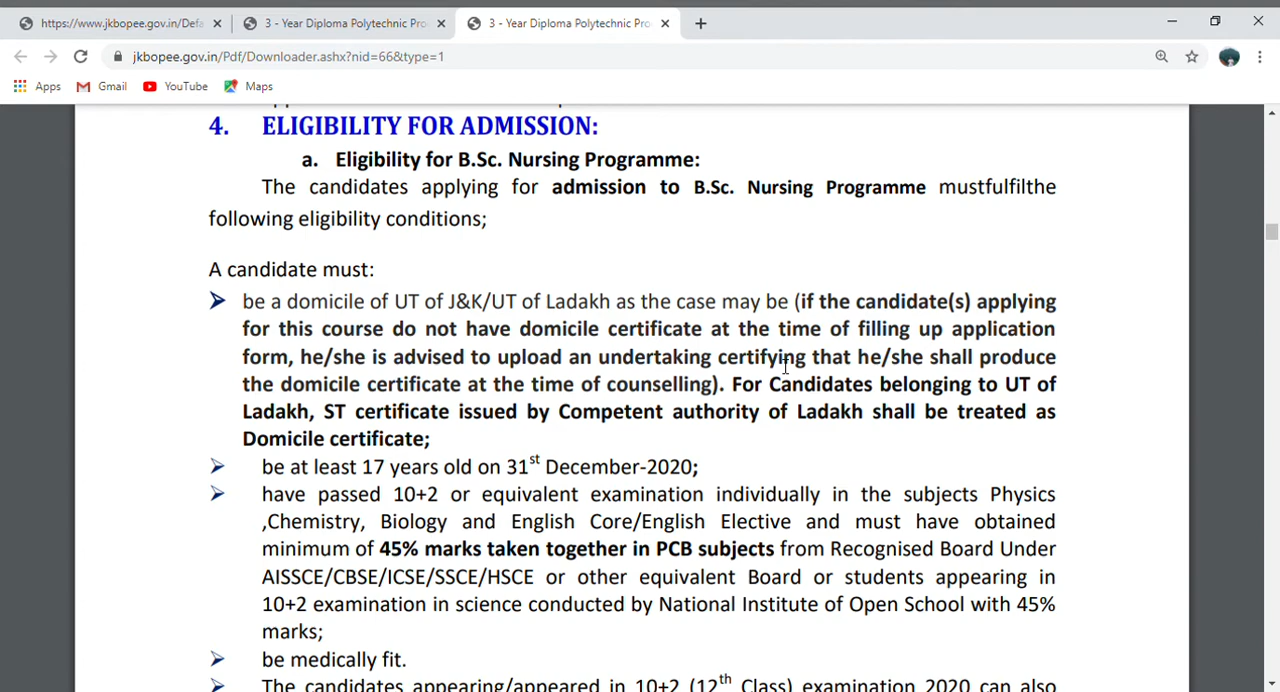 https://www.jkbopee.gov.in/Defa
3 - Year Diploma Polytechnic Pro
3 - Year Diploma Polytechnic Pro
jkbopee.gov.in/Pdf/Downloader.ashx?nid=66&type=1
Apps Gmail YouTube Maps
4. ELIGIBILITY FOR ADMISSION:
a. Eligibility for B.Sc. Nursing Programme:
The candidates applying for admission to B.Sc. Nursing Programme mustfulfilthe
following eligibility conditions;
A candidate must:
➢ be a domicile of UT of J&K/UT of Ladakh as the case may be (if the candidate(s) applying
for this course do not have domicile certificate at the time of filling up application
form, he/she is advised to upload an undertaking certifying that he/she shall produce
the domicile certificate at the time of counselling). For Candidates belonging to UT of
Ladakh, ST certificate issued by Competent authority of Ladakh shall be treated as
Domicile certificate;
➢ be at least 17 years old on 31st December-2020;
➢ have passed 10+2 or equivalent examination individually in the subjects Physics
,Chemistry, Biology and English Core/English Elective and must have obtained
minimum of 45% marks taken together in PCB subjects from Recognised Board Under
AISSCE/CBSE/ICSE/SSCE/HSCE or other equivalent Board or students appearing in
10+2 examination in science conducted by National Institute of Open School with 45%
marks;
➢ be medically fit.
➢ The candidates appearing/appeared in 10+2 (12th Class) examination 2020 can also